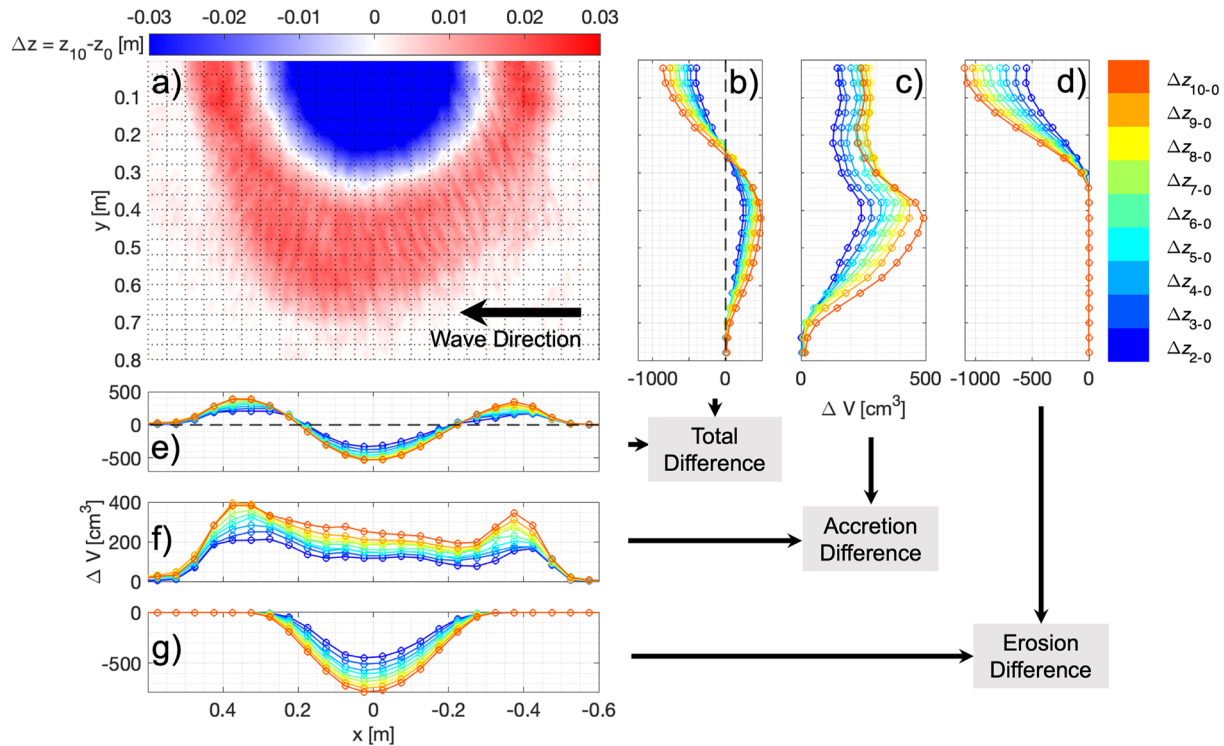 -0.03 -0.02 -0.01 0 0.01 0.02 0.03
Δz = z10-z0 [m]
a)
0.1
0.2
0.3
0.4
0.5
0.6
0.7
0.8
y [m]
Wave Direction
b)
-1000 0
c)
0 500
d)
-1000 -500 0
Δz10-0
Δz9-0
Δz8-0
Δz7-0
Δz6-0
Δz5-0
Δz4-0
Δz3-0
Δz2-0
Δ V [cm3]
Total
Difference
Accretion
Difference
Erosion
Difference
500
0
-500
e)
400
200
0
f)
Δ V [cm3]
0
-500
g)
0.4 0.2 0 -0.2 -0.4 -0.6
x [m]